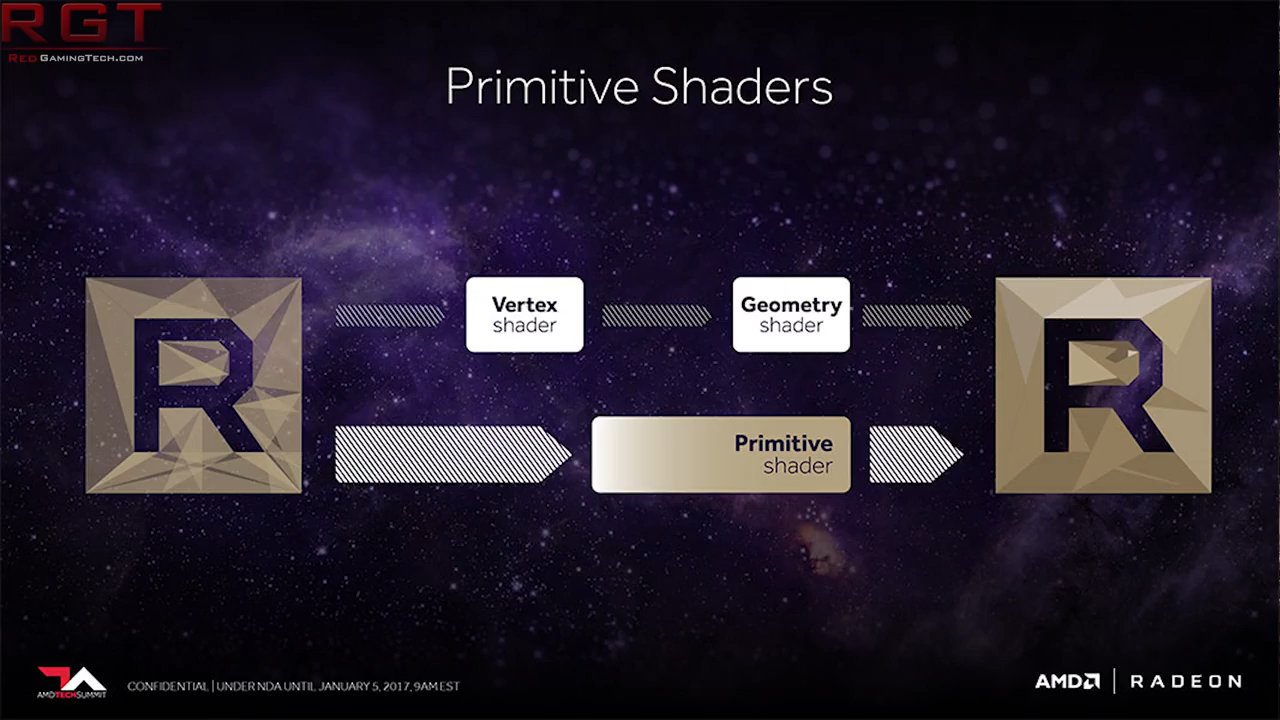 RGT
REDGAMINGTECH.COM
Primitive Shaders
Vertex
shader
Geometry
shader
R
R
Primitive
shader
AMDTECHSUMMIT
CONFIDENTIAL | UNDER NDA UNTIL JANUARY 5, 2017, 9AM EST
AMD | RADEON